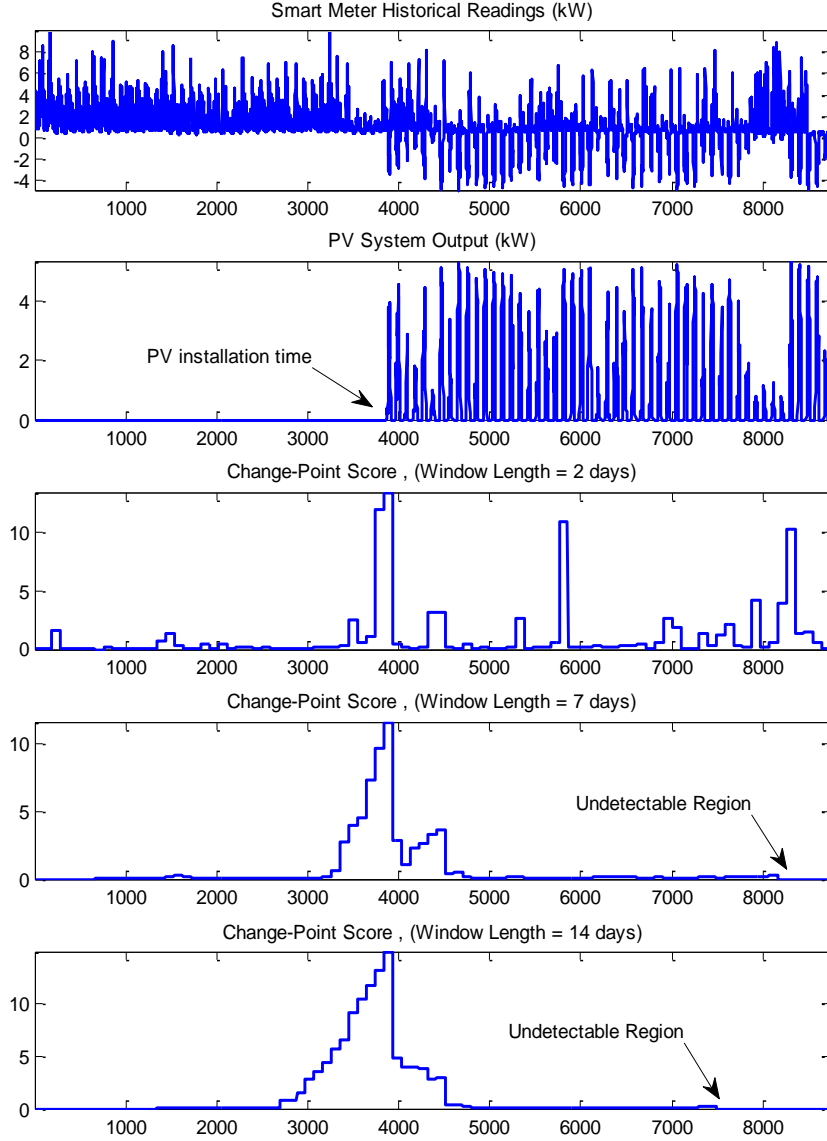 Smart Meter Historical Readings (kW)
8
6
4
2
0
-2
-4
1000 2000 3000 4000 5000 6000 7000 8000
PV System Output (kW)
4
2
0
PV installation time
1000 2000 3000 4000 5000 6000 7000 8000
Change-Point Score , (Window Length = 2 days)
10
5
0
1000 2000 3000 4000 5000 6000 7000 8000
Change-Point Score , (Window Length = 7 days)
10
5
0
Undetectable Region
1000 2000 3000 4000 5000 6000 7000 8000
Change-Point Score , (Window Length = 14 days)
10
5
0
Undetectable Region
1000 2000 3000 4000 5000 6000 7000 8000